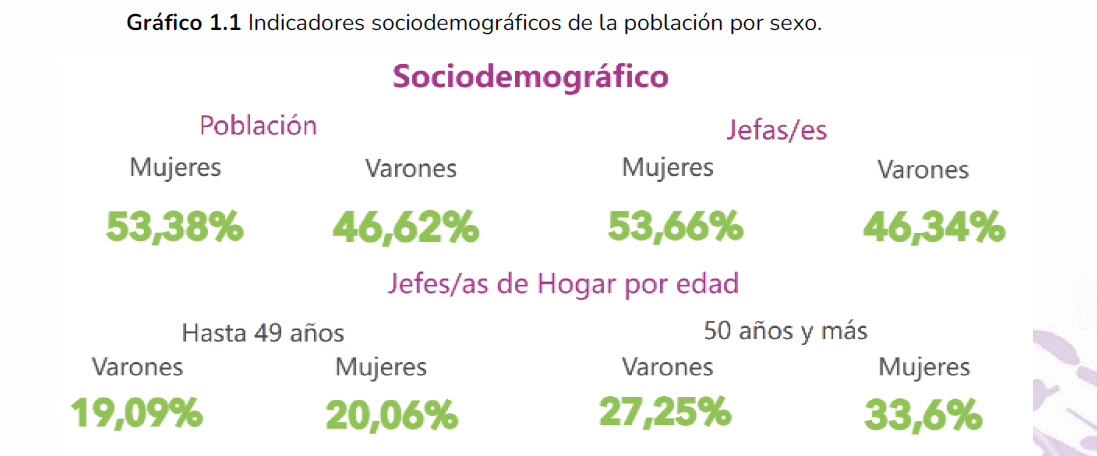 Gráfico 1.1 Indicadores sociodemográficos de la población por sexo.
Sociodemográfico
Población
Mujeres Varones
53,38% 46,62%
Jefas/es
Mujeres Varones
53,66% 46,34%
Jefes/as de Hogar por edad
Hasta 49 años
Varones Mujeres
19,09% 20,06%
50 años y más
Varones Mujeres
27,25% 33,6%